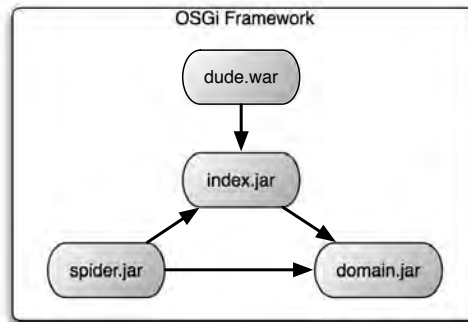 OSGi Framework
dude.war
index.jar
spider.jar
domain.jar